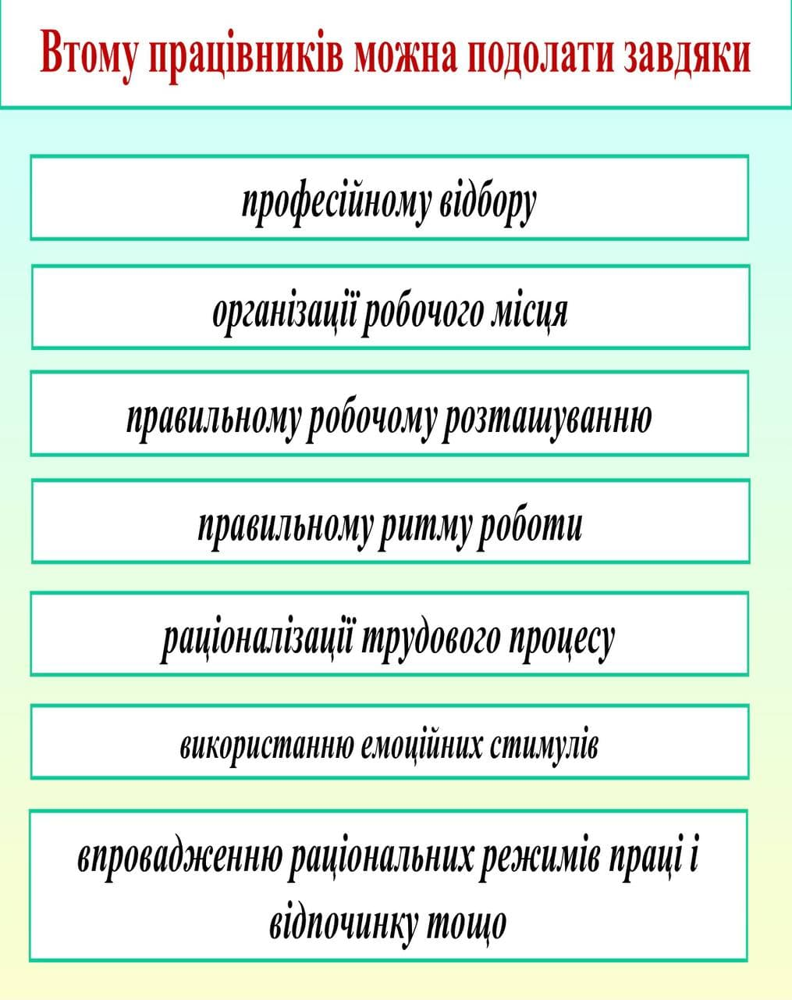 Втому працівників можна подолати завдяки
професійному відбору
організації робочого місця
правильному робочому розташуванню
правильному ритму роботи
раціоналізації трудового процесу
використанню емоційних стимулів
впровадженню раціональних режимів праці і
відпочинку тощо